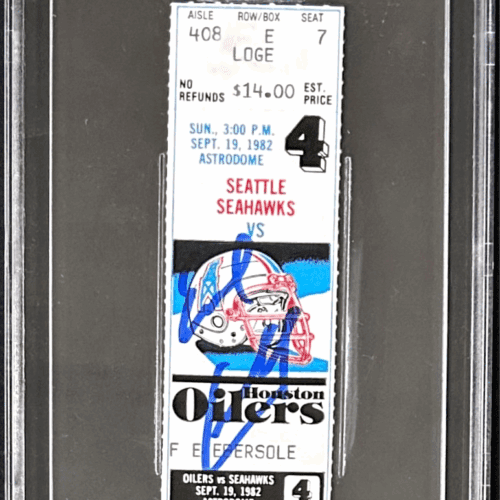 AISLE ROW/BOX SEAT
408 E 7
LOGE
NO REFUNDS $14.00 EST. PRICE
SUN., 3:00 P.M.
SEPT. 19, 1982
ASTRODOME
4
SEATTLE
SEAHAWKS
VS
Houston
Oilers
F E EBERSOLE
OILERS vs SEAHAWKS
SEPT. 19, 1982
ASTRODOME
4